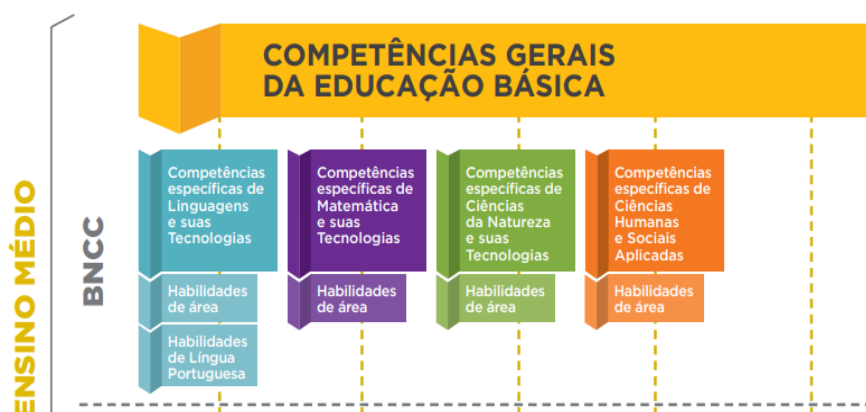 COMPETÊNCIAS GERAIS
DA EDUCAÇÃO BÁSICA
ENSINO MÉDIO
BNCC
Competências
específicas de
Linguagens
e suas
Tecnologias
Habilidades
de área
Habilidades
de Língua
Portuguesa
Competências
específicas de
Matemática
e suas
Tecnologias
Habilidades
de área
Competências
específicas de
Ciências
da Natureza
e suas
Tecnologias
Habilidades
de área
Competências
específicas de
Ciências
Humanas
e Sociais
Aplicadas
Habilidades
de área